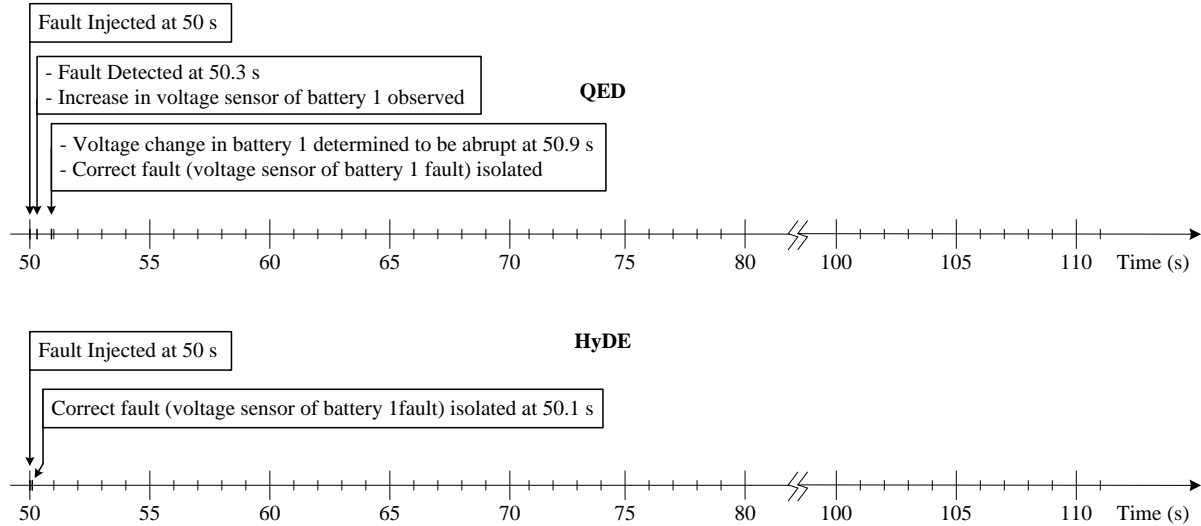 Fault Injected at 50 s
- Fault Detected at 50.3 s
- Increase in voltage sensor of battery 1 observed
QED
- Voltage change in battery 1 determined to be abrupt at 50.9 s
- Correct fault (voltage sensor of battery 1 fault) isolated
50 55 60 65 70 75 80 100 105 110 Time (s)
HyDE
Fault Injected at 50 s
Correct fault (voltage sensor of battery 1fault) isolated at 50.1 s
50 55 60 65 70 75 80 100 105 110 Time (s)